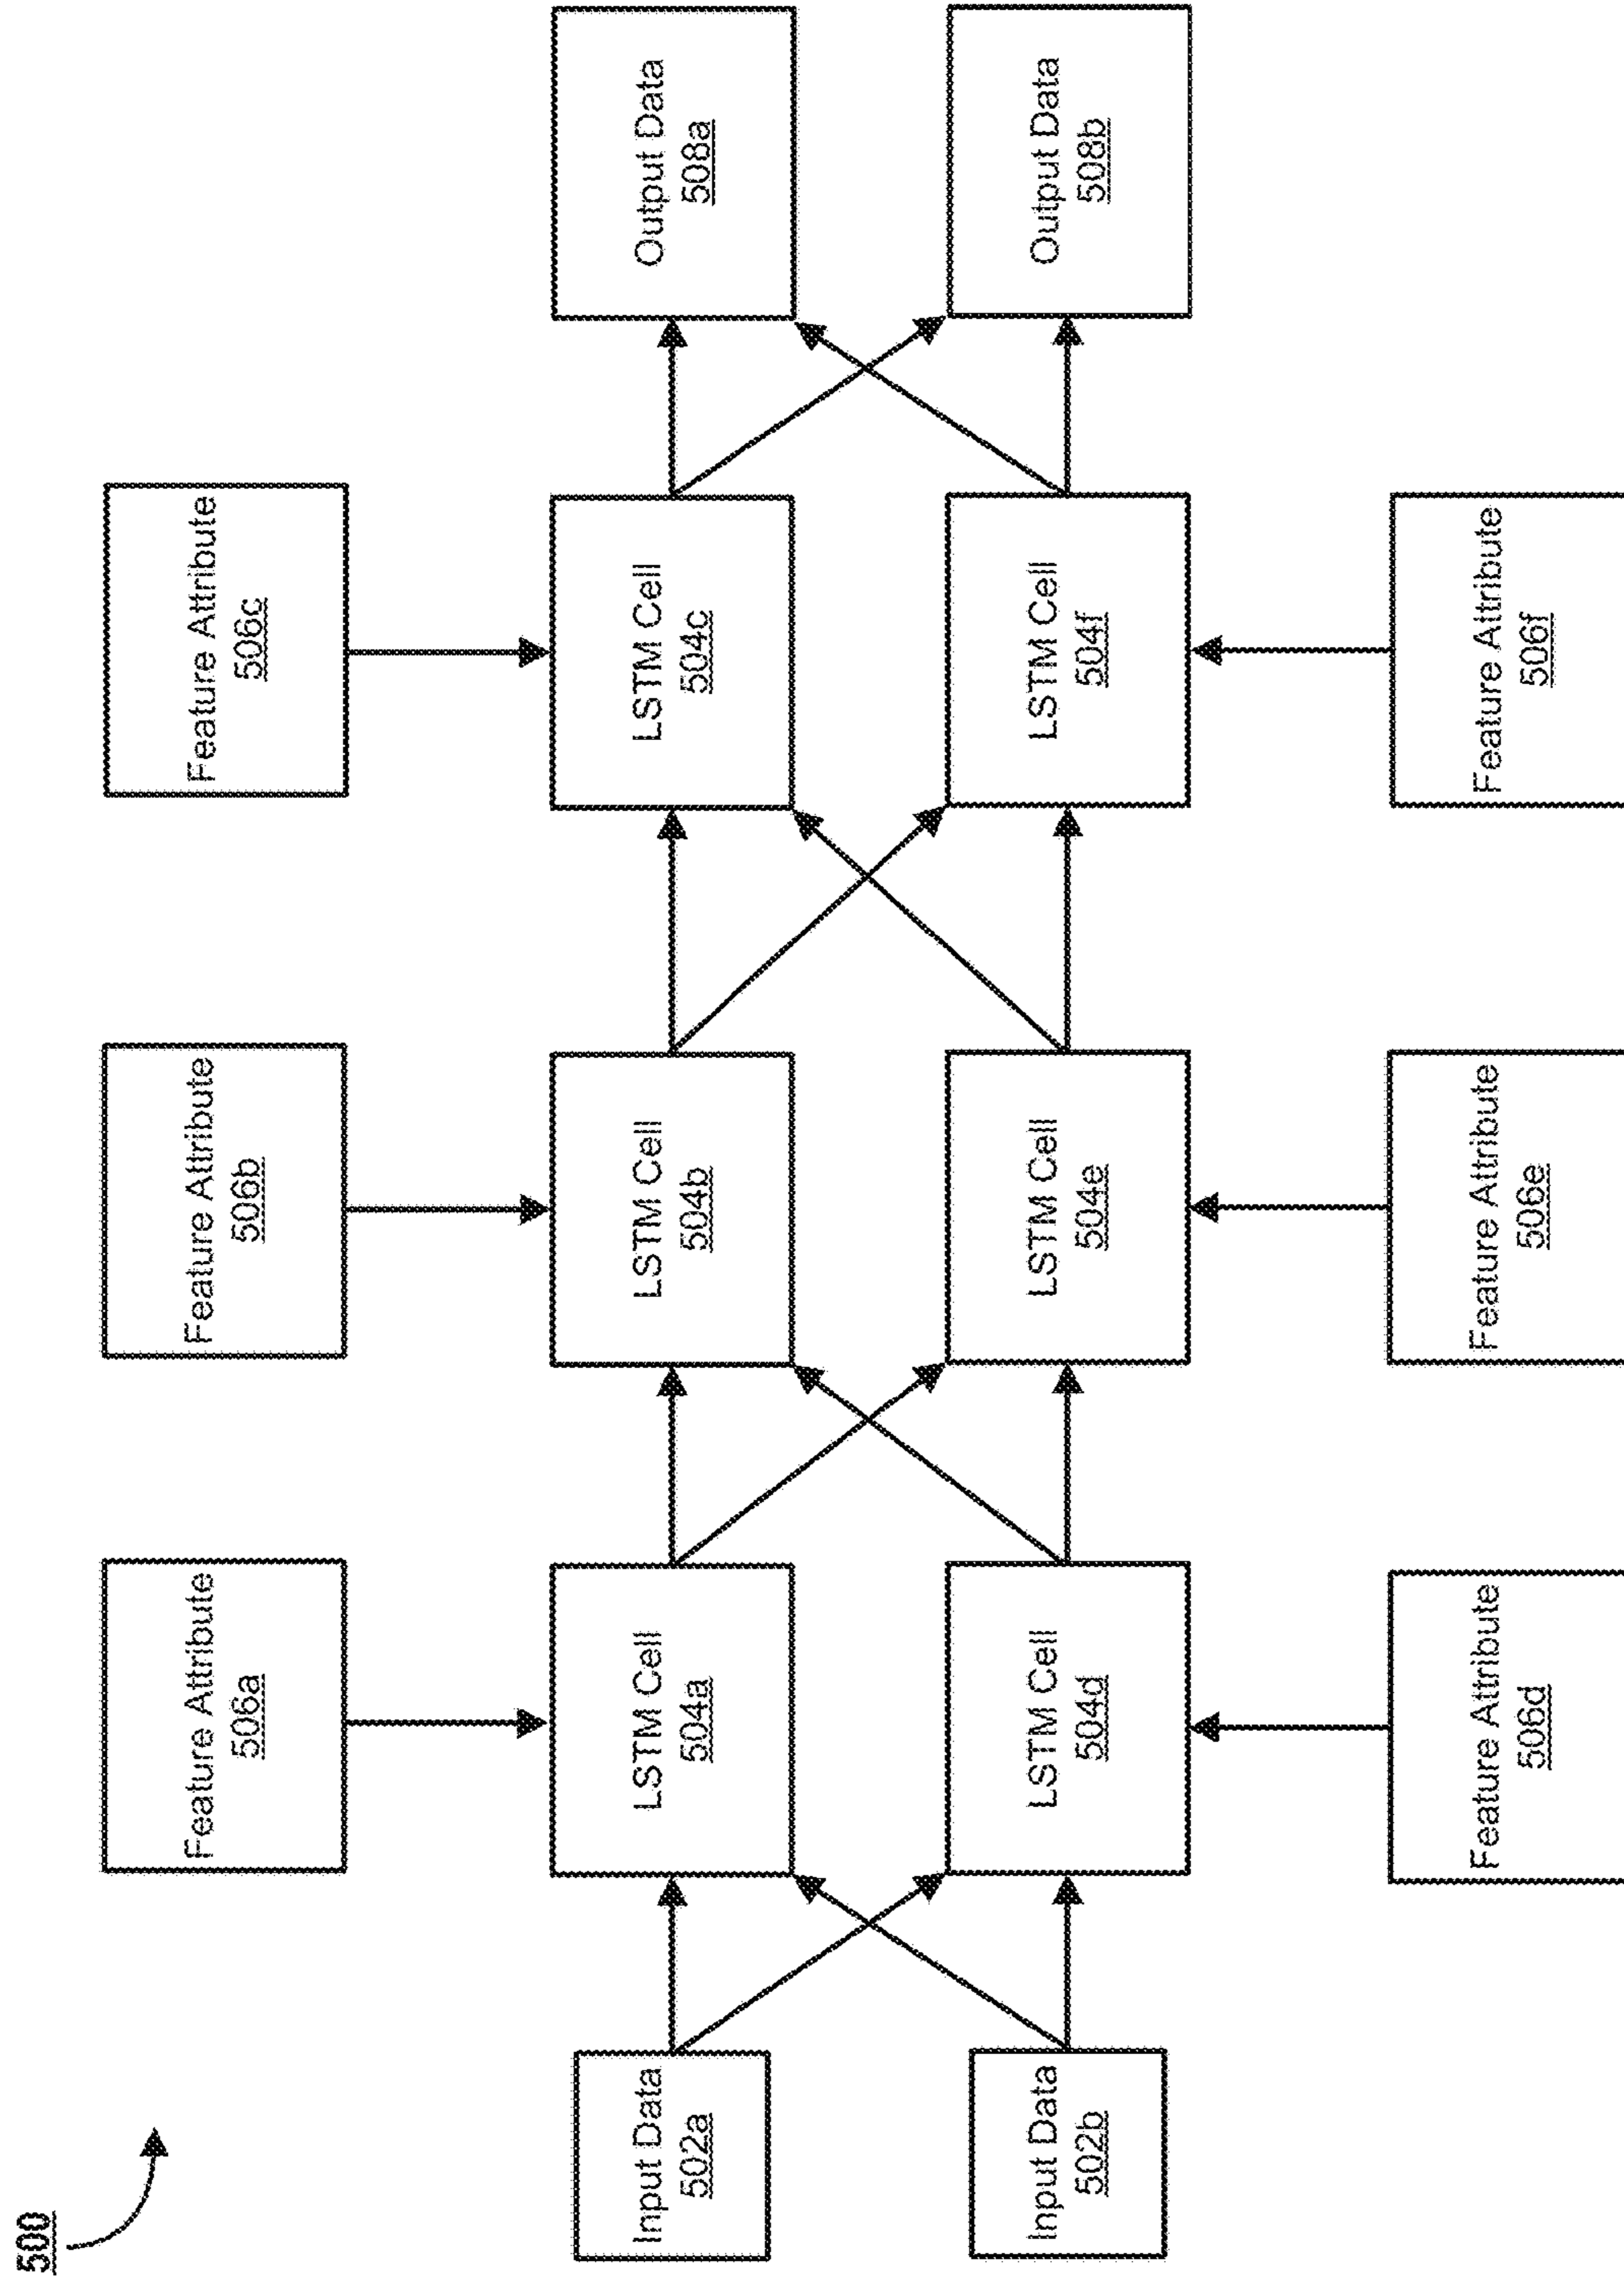 500
Feature Attribute
506a
Feature Attribute
506b
Feature Attribute
506c
Input Data
502a
LSTM Cell
504a
LSTM Cell
504b
LSTM Cell
504c
Output Data
508a
Input Data
502b
LSTM Cell
504d
LSTM Cell
504e
LSTM Cell
504f
Output Data
508b
Feature Attribute
506d
Feature Attribute
506e
Feature Attribute
506f